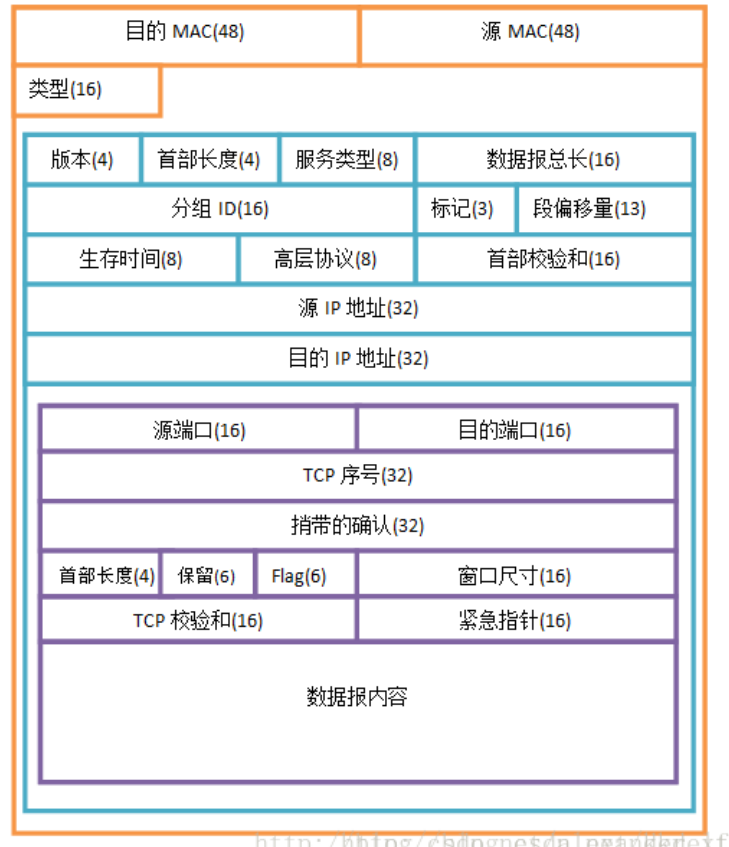 目的 MAC(48) 源 MAC(48)
类型(16)
版本(4) 首部长度(4) 服务类型(8) 数据报总长(16)
分组 ID(16) 标记(3) 段偏移量(13)
生存时间(8) 高层协议(8) 首部校验和(16)
源 IP 地址(32)
目的 IP 地址(32)
源端口(16) 目的端口(16)
TCP 序号(32)
捎带的确认(32)
首部长度(4) 保留(6) Flag(6) 窗口尺寸(16)
TCP 校验和(16) 紧急指针(16)
数据报内容